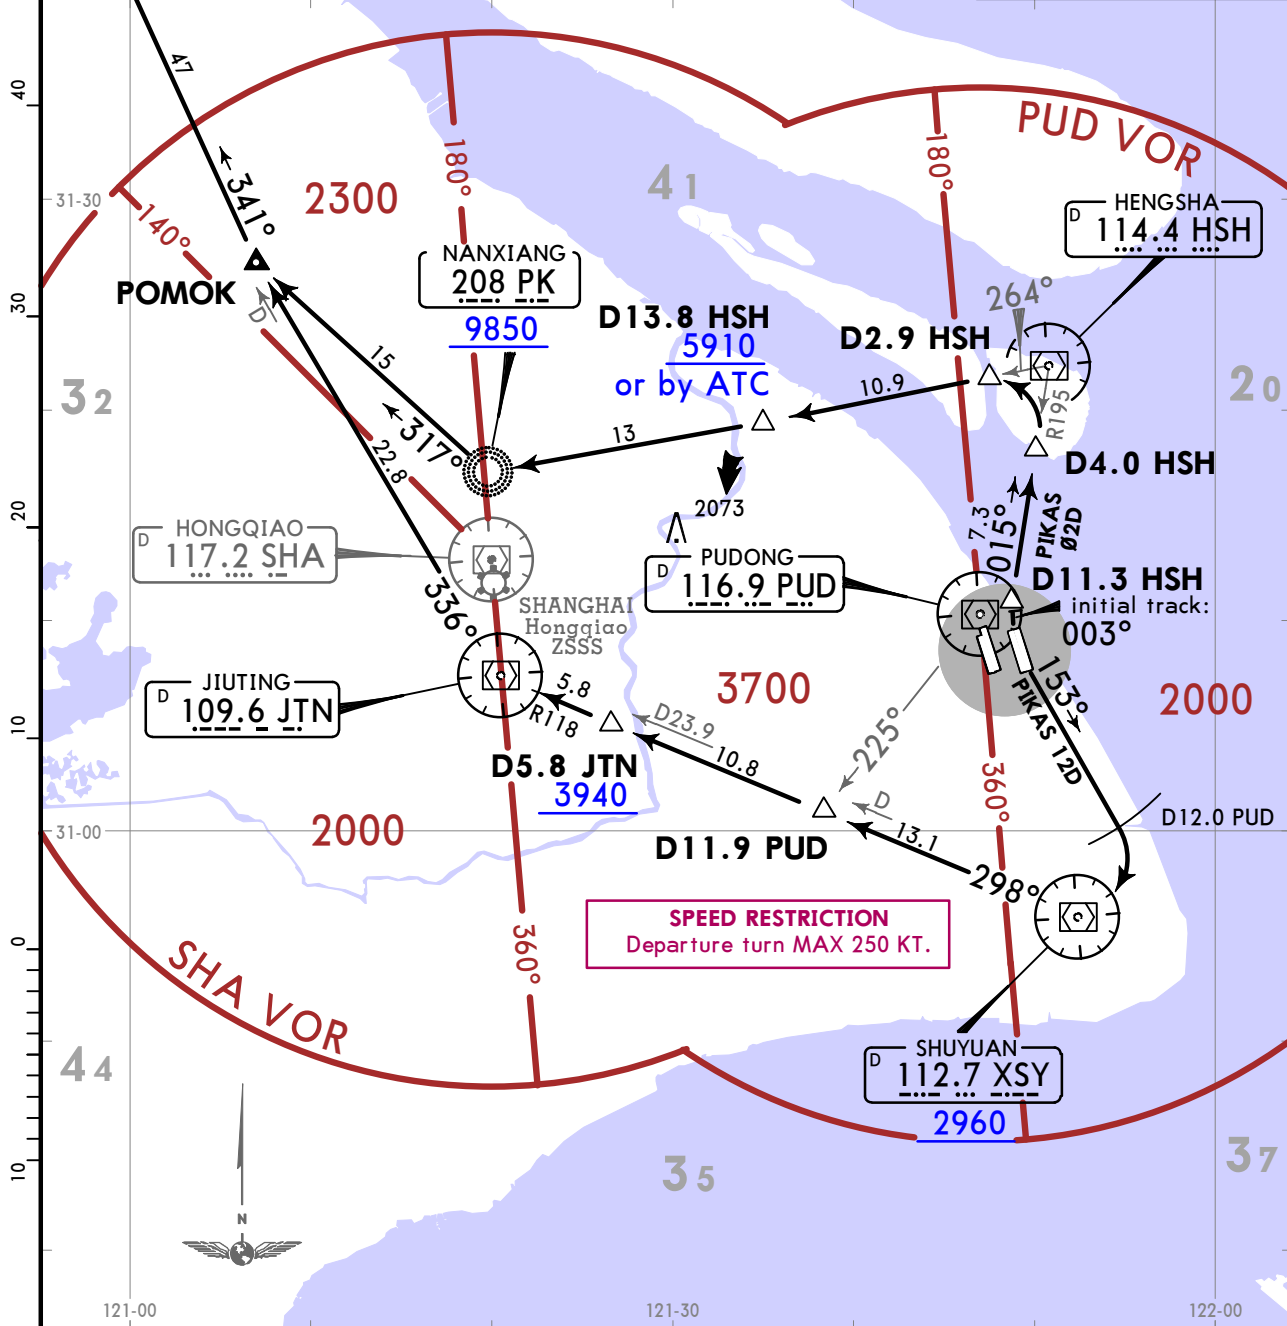 47
40
PUD VOR
180°
180°
41
31-30
2300
341°
140°
HENGSHA
D
114.4 HSH
NANXIANG
208 PK
9850
POMOK
D
264°
30
D13.8 HSH
5910
or by ATC
D2.9 HSH
15
32
10.9
20
R195
13
317°
22.8
D4.0 HSH
2073
20
HONGQIAO
D
117.2 SHA
7.3
015°
PIKAS
Ø2D
PUDONG
D
116.9 PUD
D11.3 HSH
initial track:
003°
336°
SHANGHAI
Hongqiao
ZSSS
JIUTING
D
109.6 JTN
5.8
R118
3700
153°
PIKAS 12D
2000
10
D23.9
10.8
225°
D5.8 JTN
3940
360°
D
13.1
D12.0 PUD
31-00
2000
D11.9 PUD
298°
SPEED RESTRICTION
Departure turn MAX 250 KT.
0
360°
SHA VOR
44
SHUYUAN
D
112.7 XSY
2960
10
35
37
N
121-00
121-30
122-00